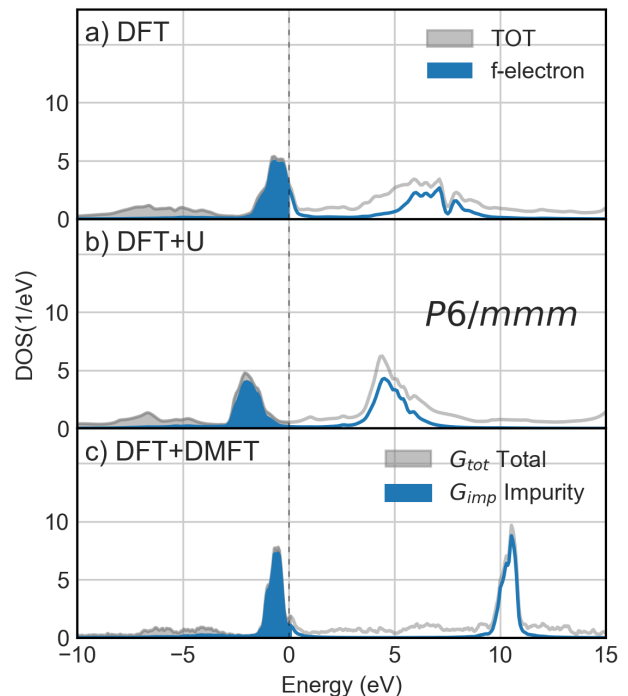 a) DFT
TOT
f-electron
10
5
0
b) DFT+U
P6/mmm
10
5
0
DOS(1/eV)
c) DFT+DMFT
G_tot Total
G_imp Impurity
10
5
0
−10 −5 0 5 10 15
Energy (eV)